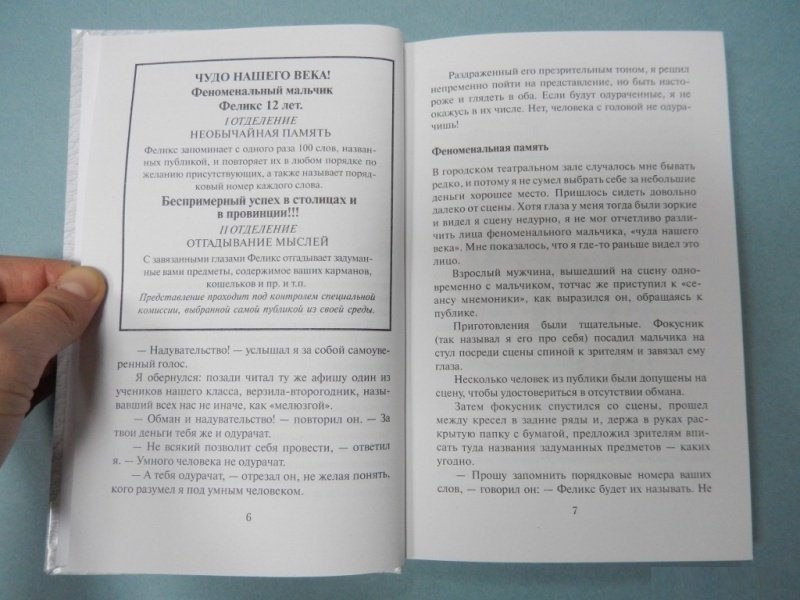 ЧУДО НАШЕГО ВЕКА!
Феноменальный мальчик
Феликс 12 лет.
I ОТДЕЛЕНИЕ
НЕОБЫЧАЙНАЯ ПАМЯТЬ
Феликс запоминает с одного раза 100 слов, назван-
ных публикой, и повторяет их в любом порядке по
желанию присутствующих, а также называет поряд-
ковый номер каждого слова.
Беспримерный успех в столицах и
в провинции!!!
II ОТДЕЛЕНИЕ
ОТГАДЫВАНИЕ МЫСЛЕЙ
С завязанными глазами Феликс отгадывает задуман-
ные вами предметы, содержимое ваших карманов,
кошельков и пр. и т.п.
Представление проходит под контролем специальной
комиссии, выбранной самой публикой из своей среды.
— Надувательство! — услышал я за собой самоуве-
ренный голос.
Я обернулся: позади читал ту же афишу один из
учеников нашего класса, верзила-второгодник, назы-
вавший всех нас не иначе, как «мелюзгой».
— Обман и надувательство! — повторил он. — За
твои деньги тебя же и одурачат.
— Не всякий позволит себя провести, — ответил
я. — Умного человека не одурачат.
— А тебя одурачат, — отрезал он, не желая понять,
кого разумел я под умным человеком.
6
Раздраженный его презрительным тоном, я решил
непременно пойти на представление, но быть насто-
роже и глядеть в оба. Если будут одураченные, я не
окажусь в их числе. Нет, человека с головой не одура-
чишь!
Феноменальная память
В городском театральном зале случалось мне бывать
редко, и потому я не сумел выбрать себе за небольшие
деньги хорошее место. Пришлось сидеть довольно
далеко от сцены. Хотя глаза у меня тогда были зоркие
и видел я сцену недурно, я не мог отчетливо разли-
чить лица феноменального мальчика, «чуда нашего
века». Мне показалось, что я где-то раньше видел это
лицо.
Взрослый мужчина, вышедший на сцену одно-
временно с мальчиком, тотчас же приступил к «се-
ансу мнемоники», как выразился он, обращаясь к
публике.
Приготовления были тщательные. Фокусник
(так называл я его про себя) посадил мальчика на
стул посреди сцены спиной к зрителям и завязал ему
глаза.
Несколько человек из публики были допущены на
сцену, чтобы удостовериться в отсутствии обмана.
Затем фокусник спустился со сцены, прошел
между кресел в задние ряды и, держа в руках рас-
крытую папку с бумагой, предложил зрителям впи-
сать туда названия задуманных предметов — каких
угодно.
— Прошу запомнить порядковые номера ваших
слов, — говорил он: — Феликс будет их называть. Не
7